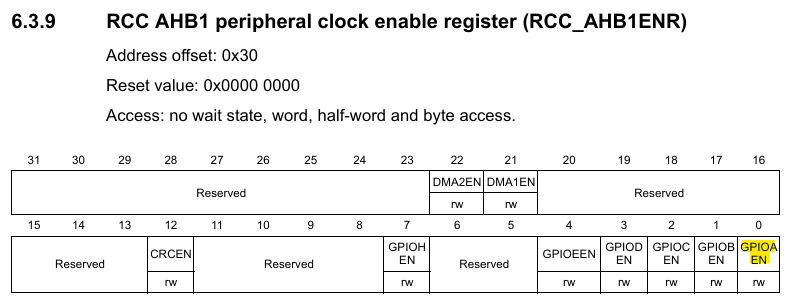 6.3.9 RCC AHB1 peripheral clock enable register (RCC_AHB1ENR)
Address offset: 0x30
Reset value: 0x0000 0000
Access: no wait state, word, half-word and byte access.
31 30 29 28 27 26 25 24 23 22 21 20 19 18 17 16
Reserved DMA2EN DMA1EN Reserved
rw rw
15 14 13 12 11 10 9 8 7 6 5 4 3 2 1 0
Reserved CRCEN Reserved GPIOH EN Reserved GPIOEEN GPIOD EN GPIOC EN GPIOB EN GPIOA EN
rw rw rw rw rw rw rw